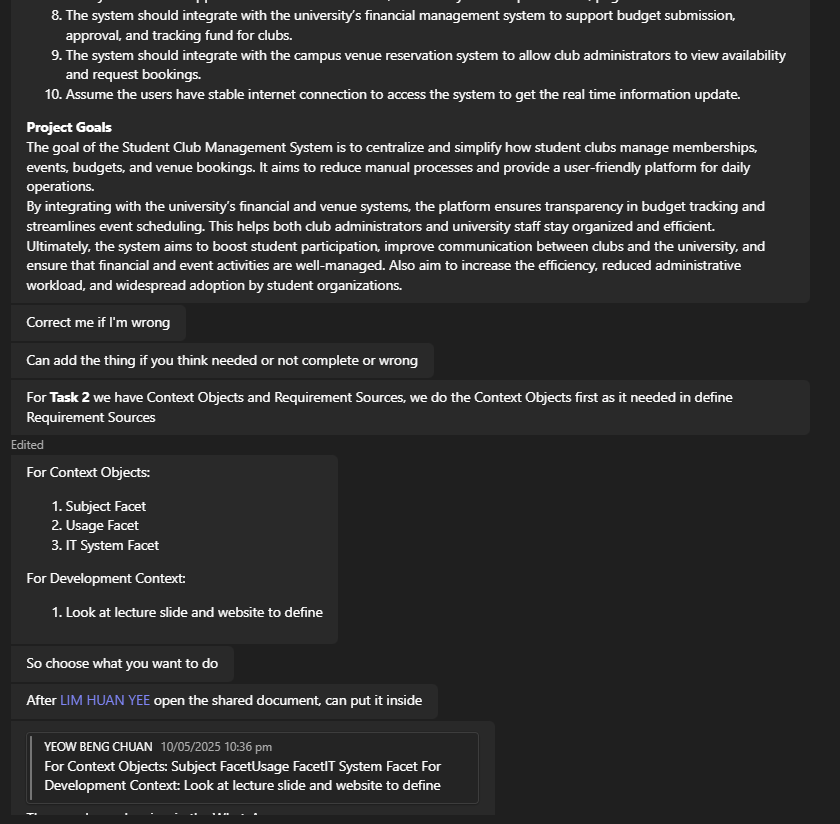 8. The system should integrate with the university's financial management system to support budget submission,
approval, and tracking fund for clubs.
9. The system should integrate with the campus venue reservation system to allow club administrators to view availability
and request bookings.
10. Assume the users have stable internet connection to access the system to get the real time information update.
Project Goals
The goal of the Student Club Management System is to centralize and simplify how student clubs manage memberships,
events, budgets, and venue bookings. It aims to reduce manual processes and provide a user-friendly platform for daily
operations.
By integrating with the university's financial and venue systems, the platform ensures transparency in budget tracking and
streamlines event scheduling. This helps both club administrators and university staff stay organized and efficient.
Ultimately, the system aims to boost student participation, improve communication between clubs and the university, and
ensure that financial and event activities are well-managed. Also aim to increase the efficiency, reduced administrative
workload, and widespread adoption by student organizations.
Correct me if I'm wrong
Can add the thing if you think needed or not complete or wrong
For Task 2 we have Context Objects and Requirement Sources, we do the Context Objects first as it needed in define
Requirement Sources
Edited
For Context Objects:
1. Subject Facet
2. Usage Facet
3. IT System Facet
For Development Context:
1. Look at lecture slide and website to define
So choose what you want to do
After LIM HUAN YEE open the shared document, can put it inside
YEOW BENG CHUAN 10/05/2025 10:36 pm
For Context Objects: Subject FacetUsage FacetIT System Facet For
Development Context: Look at lecture slide and website to define